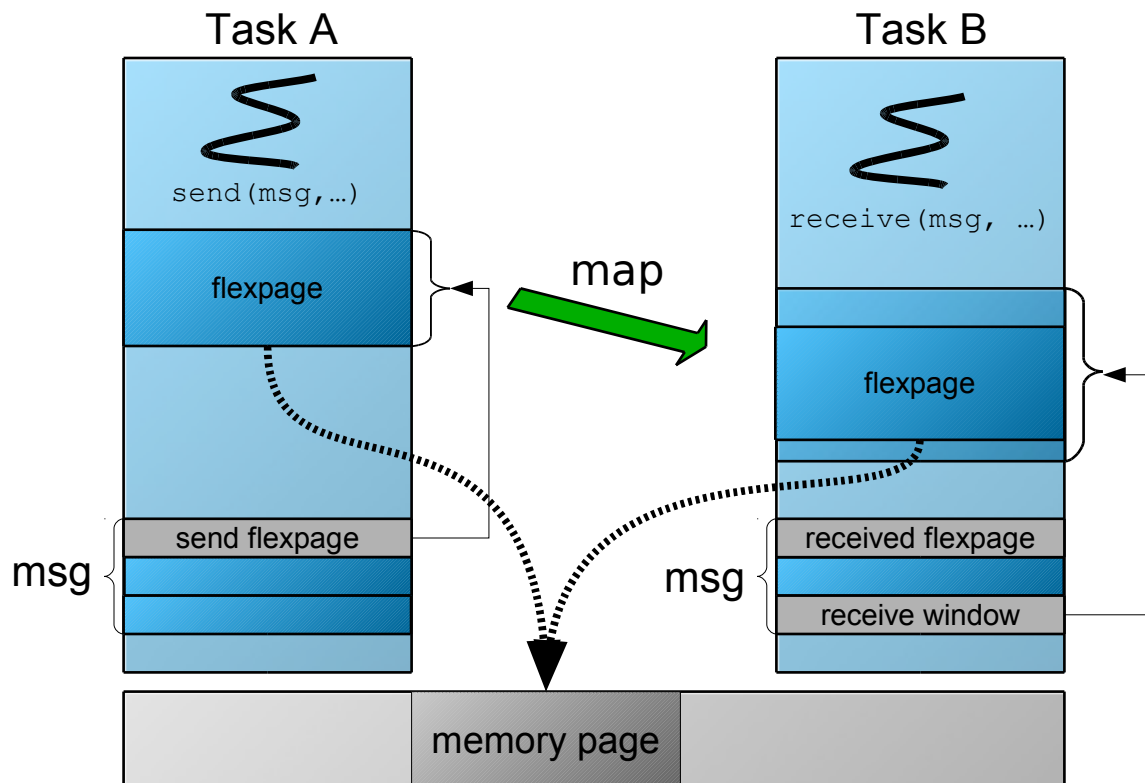 Task A
Task B
send(msg,…)
receive(msg, …)
map
flexpage
flexpage
msg
send flexpage
msg
received flexpage
receive window
memory page